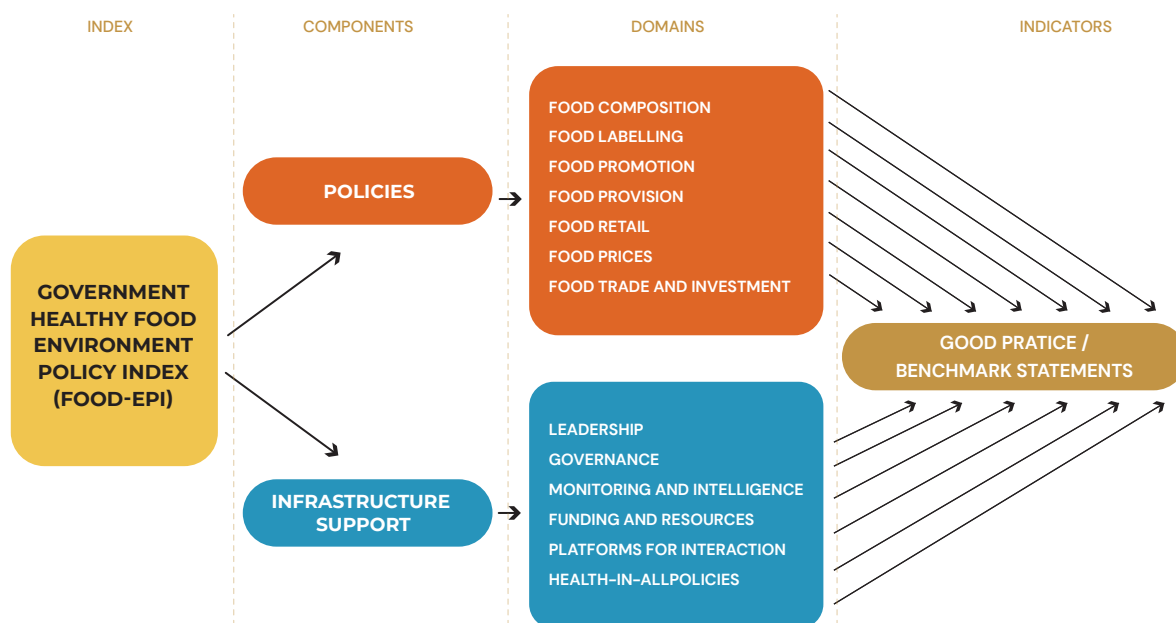 INDEX
COMPONENTS
DOMAINS
INDICATORS
GOVERNMENT
HEALTHY FOOD
ENVIRONMENT
POLICY INDEX
(FOOD-EPI)
POLICIES
INFRASTRUCTURE
SUPPORT
FOOD COMPOSITION
FOOD LABELLING
FOOD PROMOTION
FOOD PROVISION
FOOD RETAIL
FOOD PRICES
FOOD TRADE AND INVESTMENT
LEADERSHIP
GOVERNANCE
MONITORING AND INTELLIGENCE
FUNDING AND RESOURCES
PLATFORMS FOR INTERACTION
HEALTH-IN-ALLPOLICIES
GOOD PRATICE /
BENCHMARK STATEMENTS